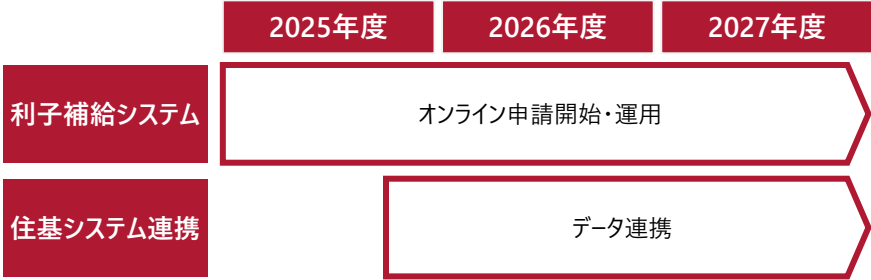 2025年度
2026年度
2027年度
利子補給システム
オンライン申請開始・運用
住基システム連携
データ連携